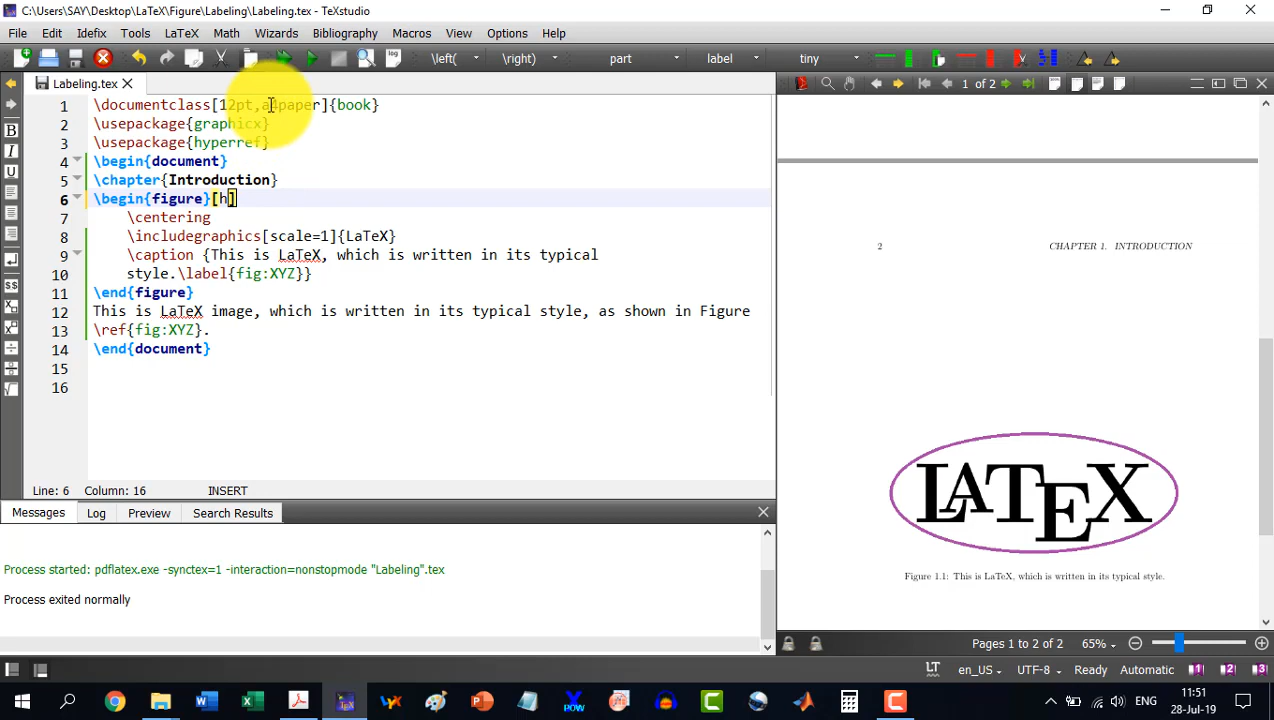 C:\Users\SAY\Desktop\LaTeX\Figure\Labeling\Labeling.tex - TeXstudio
File Edit Idefix Tools LaTeX Math Wizards Bibliography Macros View Options Help
\left( \right) part label tiny
Labeling.tex
1 of 2
1 \documentclass[12pt,a4paper]{book}
2 \usepackage{graphicx}
3 \usepackage{hyperref}
4 \begin{document}
5 \chapter{Introduction}
6 \begin{figure}[h]
7 \centering
8 \includegraphics[scale=1]{LaTeX}
9 \caption {This is LaTeX, which is written in its typical
10 style.\label{fig:XYZ}}
11 \end{figure}
12 This is LaTeX image, which is written in its typical style, as shown in Figure
13 \ref{fig:XYZ}.
14 \end{document}
15
16
Line: 6 Column: 16 INSERT
Messages Log Preview Search Results
Process started: pdflatex.exe -synctex=1 -interaction=nonstopmode "Labeling".tex
Process exited normally
2 CHAPTER 1. INTRODUCTION
LATEX
Figure 1.1: This is LaTeX, which is written in its typical style.
Pages 1 to 2 of 2 65%
LT en_US UTF-8 Ready Automatic 1 2 3
ENG 11:51
28-Jul-19